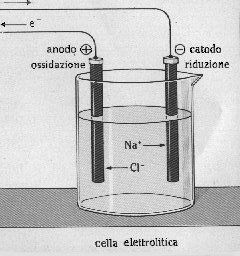 e⁻
anodo ⊕ ⊖ catodo
ossidazione riduzione
Na⁺
Cl⁻
cella elettrolitica